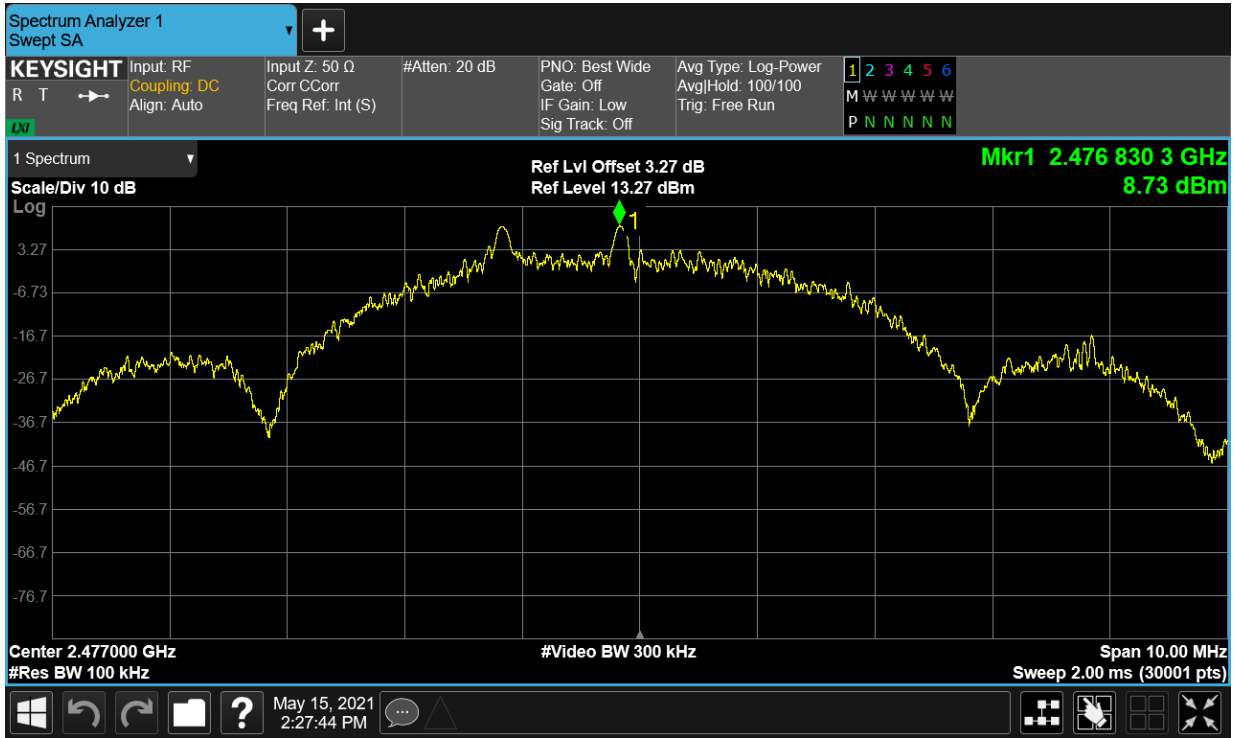 Spectrum Analyzer 1
Swept SA
KEYSIGHT
R T
LXI
Input: RF
Coupling: DC
Align: Auto
Input Z: 50 Ω
Corr CCorr
Freq Ref: Int (S)
#Atten: 20 dB
PNO: Best Wide
Gate: Off
IF Gain: Low
Sig Track: Off
Avg Type: Log-Power
Avg|Hold: 100/100
Trig: Free Run
1 2 3 4 5 6
M W W W W W
P N N N N N
1 Spectrum
Scale/Div 10 dB
Log
Ref Lvl Offset 3.27 dB
Ref Level 13.27 dBm
Mkr1 2.476 830 3 GHz
8.73 dBm
1
3.27
-6.73
-16.7
-26.7
-36.7
-46.7
-56.7
-66.7
-76.7
Center 2.477000 GHz
#Video BW 300 kHz
Span 10.00 MHz
#Res BW 100 kHz
Sweep 2.00 ms (30001 pts)
?
May 15, 2021
2:27:44 PM